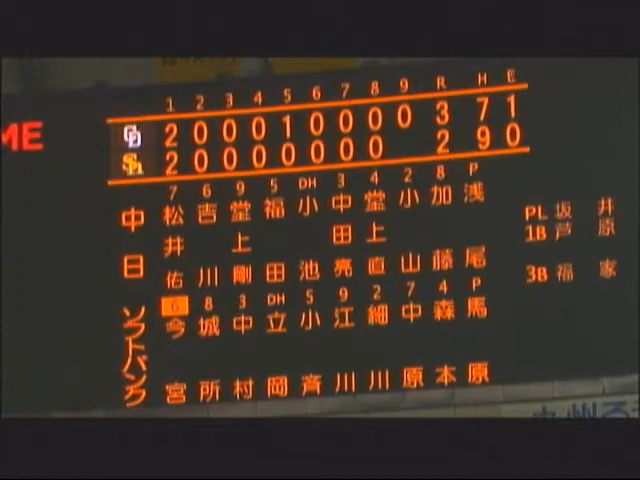 ME
1 2 3 4 5 6 7 8 9 R H E
CD 2 0 0 0 1 0 0 0 0 3 7 1
SH 2 0 0 0 0 0 0 0 2 9 0
7 6 9 5 DH 3 4 2 8 P
中日 松井佑 吉川 堂上剛 福田 小池 中田亮 堂上直 小山 加藤 浅尾
PL 坂井
1B 芦原
3B 福家
6 8 3 DH 5 9 2 7 4 P
ソフトバンク 今宮 城所 中村 立岡 小斉 江川 細川 中原 森本 馬原